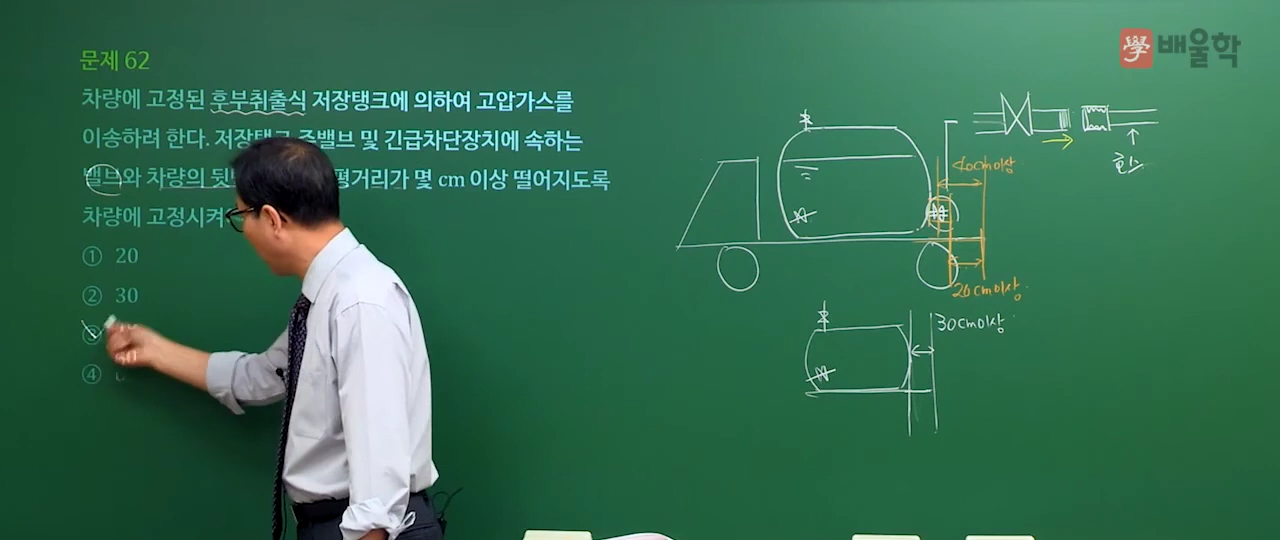 學 배울학
문제 62
차량에 고정된 후부취출식 저장탱크에 의하여 고압가스를
이송하려 한다. 저장탱크 주밸브 및 긴급차단장치에 속하는
밸브와 차량의 뒷 평거리가 몇 cm 이상 떨어지도록
차량에 고정시켜
① 20
② 30
③
④
호스
40cm이상
20cm이상
30cm이상